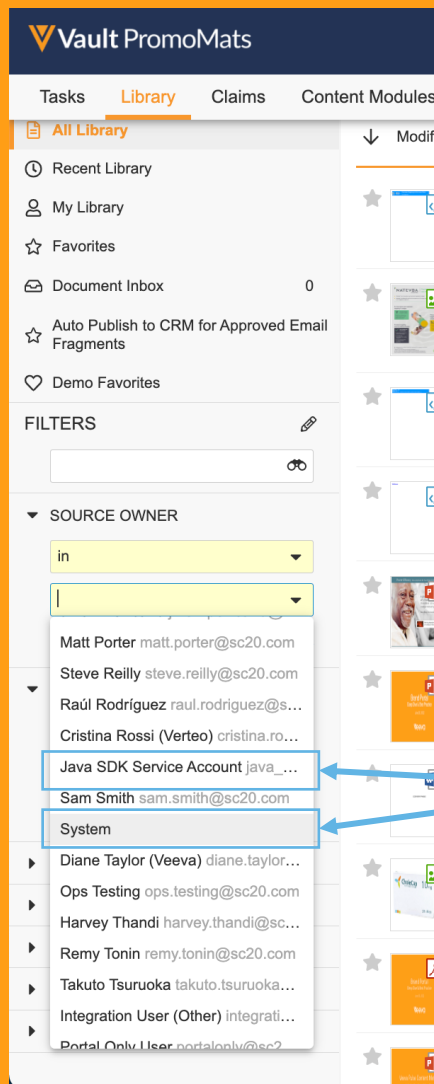 Vault PromoMats
Tasks Library Claims Content Modules
All Library
Modif
Recent Library
My Library
Favorites
Document Inbox 0
Auto Publish to CRM for Approved Email
Fragments
Demo Favorites
FILTERS
SOURCE OWNER
in
Matt Porter matt.porter@sc20.com
Steve Reilly steve.reilly@sc20.com
Raúl Rodríguez raul.rodriguez@s...
Cristina Rossi (Verteo) cristina.ro...
Java SDK Service Account java_...
Sam Smith sam.smith@sc20.com
System
Diane Taylor (Veeva) diane.taylor...
Ops Testing ops.testing@sc20.com
Harvey Thandi harvey.thandi@sc...
Remy Tonin remy.tonin@sc20.com
Takuto Tsuruoka takuto.tsuruoka...
Integration User (Other) integrati...
Portal Only User portalonly@sc2